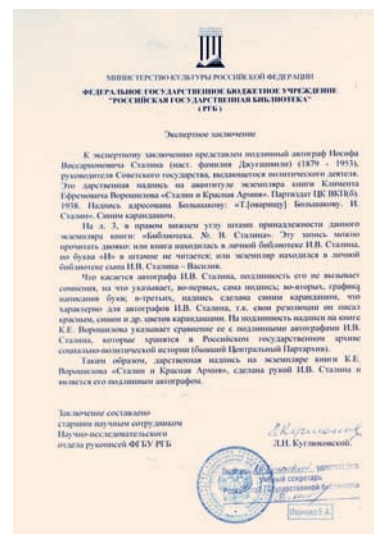 МИНИСТЕРСТВО КУЛЬТУРЫ РОССИЙСКОЙ ФЕДЕРАЦИИ
ФЕДЕРАЛЬНОЕ ГОСУДАРСТВЕННОЕ БЮДЖЕТНОЕ УЧРЕЖДЕНИЕ
"РОССИЙСКАЯ ГОСУДАРСТВЕННАЯ БИБЛИОТЕКА"
( РГБ )
Экспертное заключение
К экспертному заключению представлен подлинный автограф Иосифа
Виссарионовича Сталина (наст. фамилия Джугашвили) (1879 - 1953),
руководителя Советского государства, выдающегося политического деятеля.
Это дарственная надпись на авантитуле экземпляра книги Климента
Ефремовича Ворошилова «Сталин и Красная Армия». Партиздат ЦК ВКП(б).
1938. Надпись адресована Большакову: «Т.[оварищу] Большакову. И.
Сталин». Синим карандашом.
На л. 3, в правом нижнем углу штамп принадлежности данного
экземпляра книги: «Библиотека. № В. Сталина». Эту запись можно
прочитать двояко: или книга находилась в личной библиотеке И.В. Сталина,
но буква «И» в штампе не читается; или экземпляр находился в личной
библиотеке сына И.В. Сталина – Василия.
Что касается автографа И.В. Сталина, подлинность его не вызывает
сомнения, на что указывает, во-первых, сама подпись; во-вторых, графика
написания букв, в-третьих, надпись сделана синим карандашом, что
характерно для автографов И.В. Сталина, т.к. свои резолюции он писал
красным, синим и др. цветов карандашами. На подлинность надписи на книге
К.Е. Ворошилова указывает сравнение ее с подлинными автографами И.В.
Сталина, которые хранятся в Российском государственном архиве
социально-политической истории (бывший Центральный Партархив).
Таким образом, дарственная надпись на экземпляре книги К.Е.
Ворошилова «Сталин и Красная Армия», сделана рукой И.В. Сталина и
является его подлинным автографом.
Заключение составлено
старшим научным сотрудником
Научно-исследовательского
отдела рукописей ФГБУ РГБ
Л.И. Куглюковской
ученый секретарь
государственной библиотеки
Иванова Е.А.